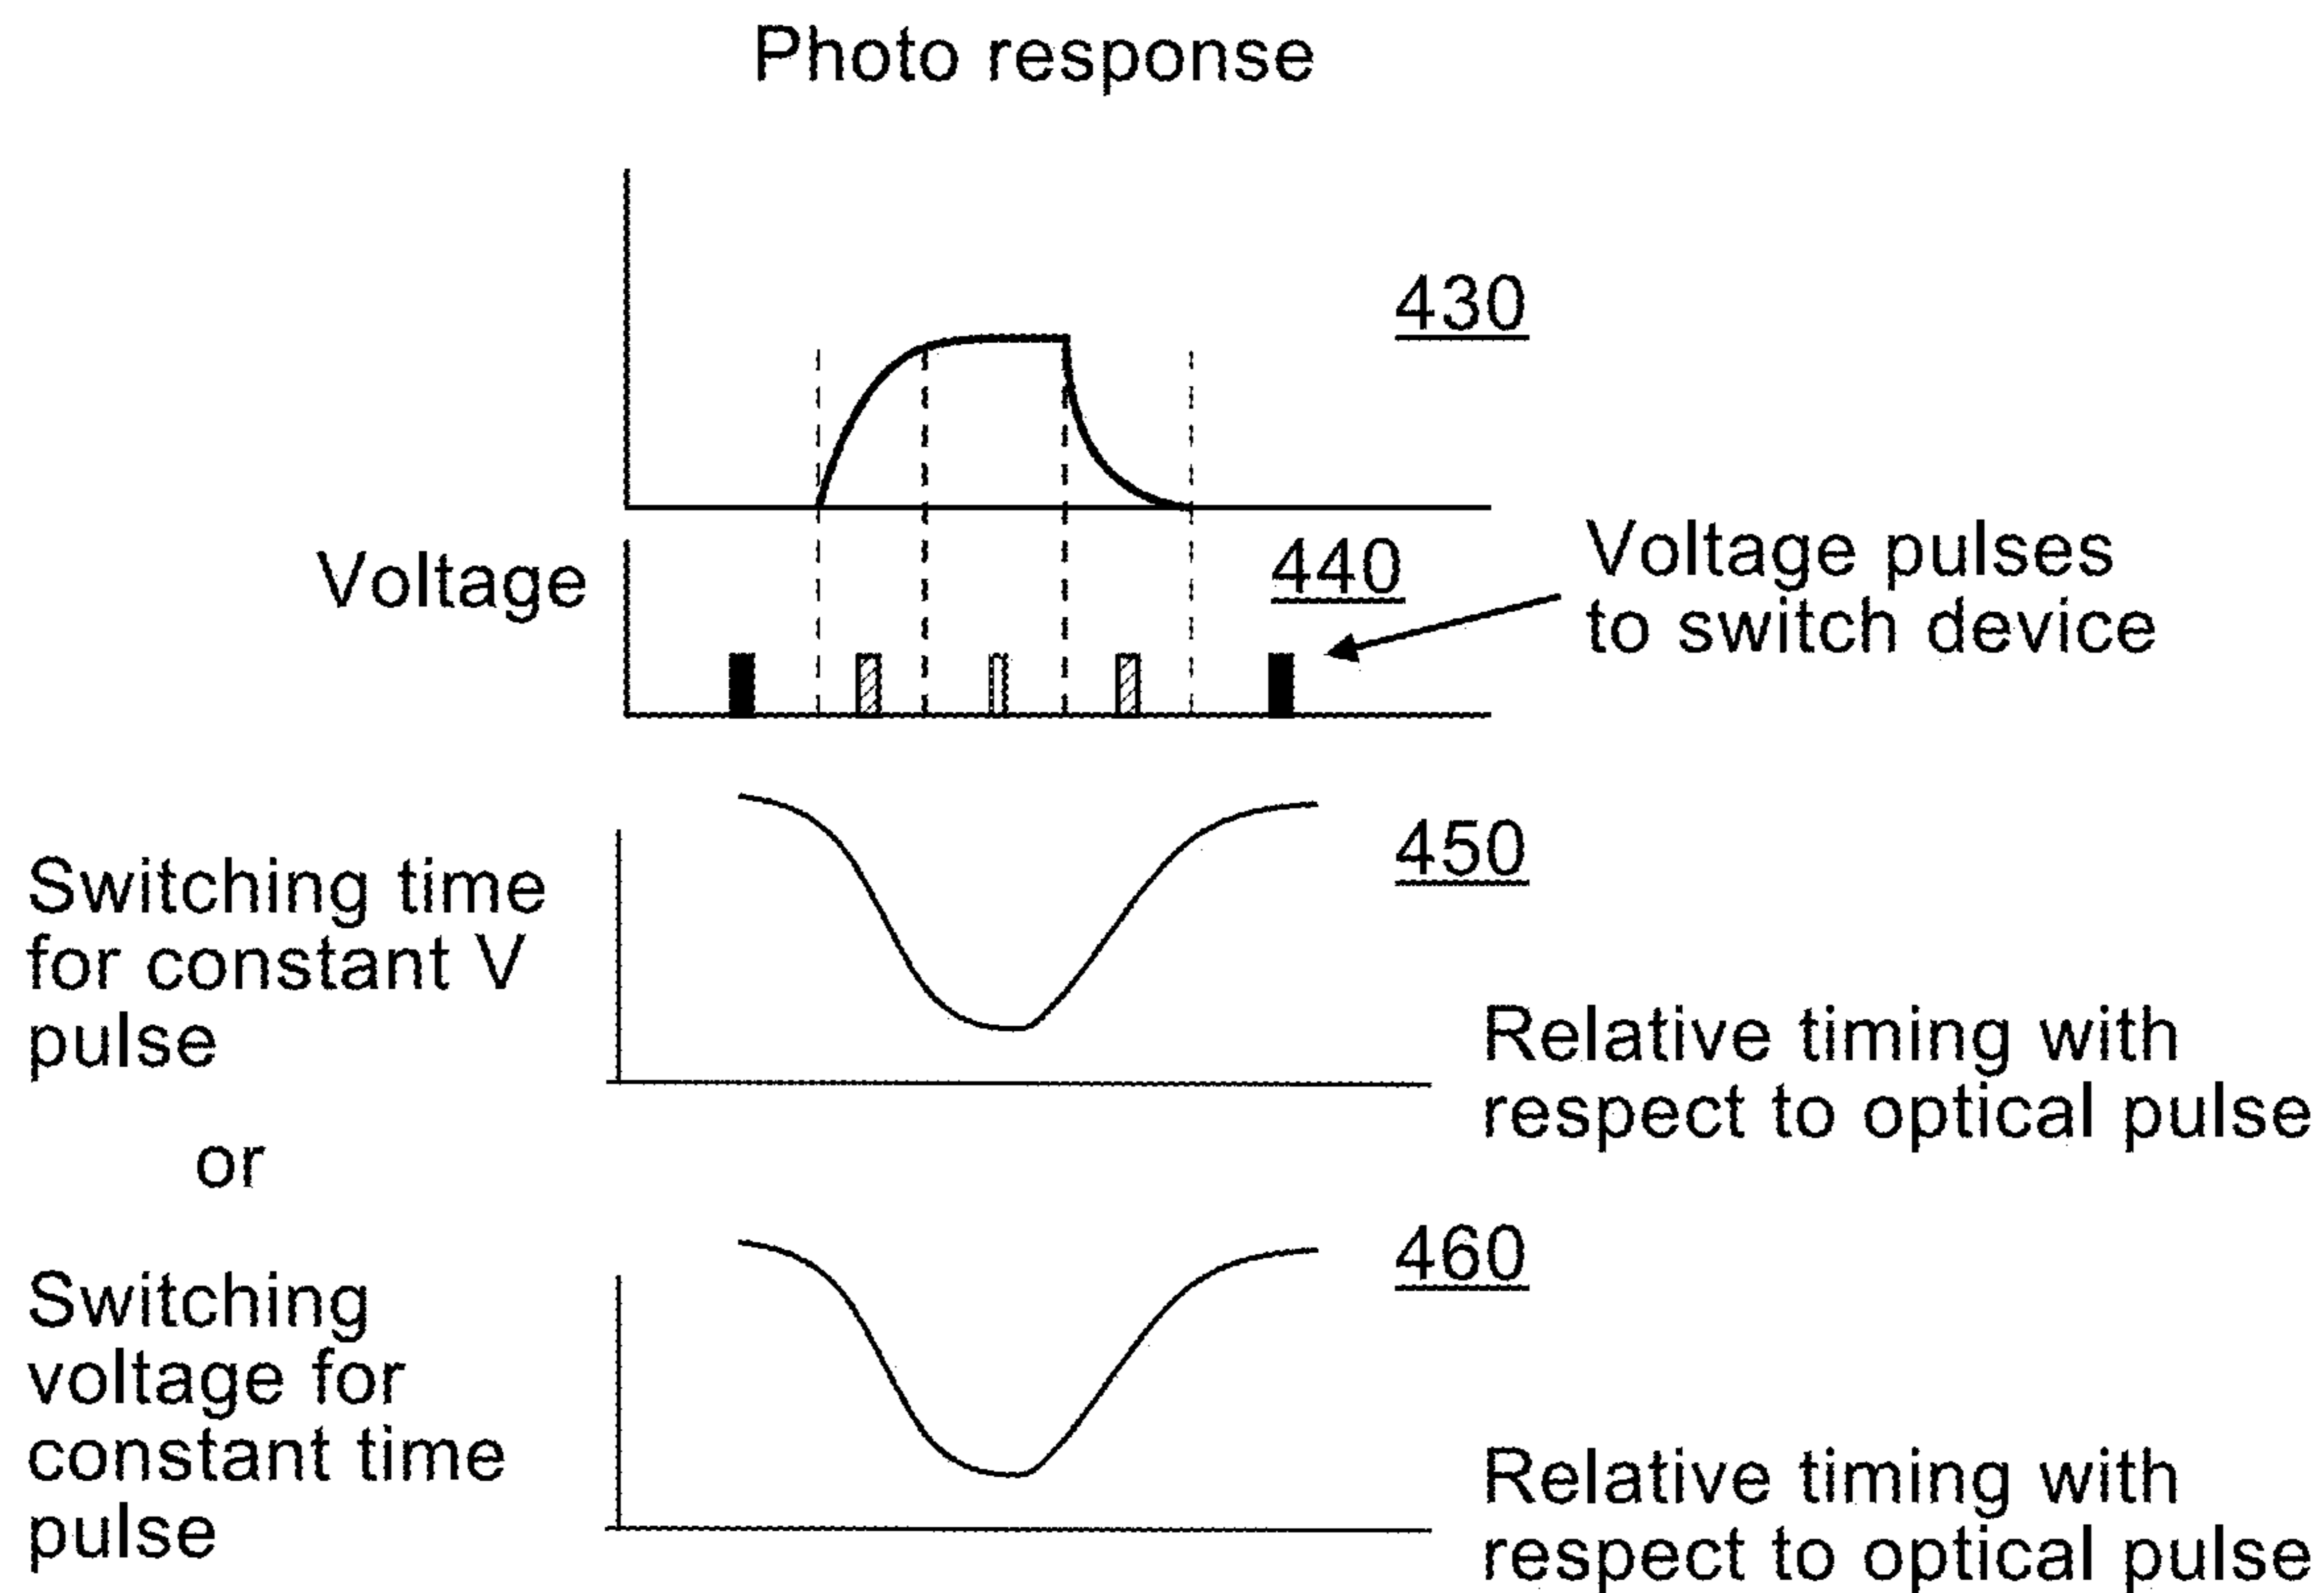 Photo response
430
Voltage
440
Voltage pulses
to switch device
450
Switching time
for constant V
pulse
Relative timing with
respect to optical pulse
or
460
Switching
voltage for
constant time
pulse
Relative timing with
respect to optical pulse